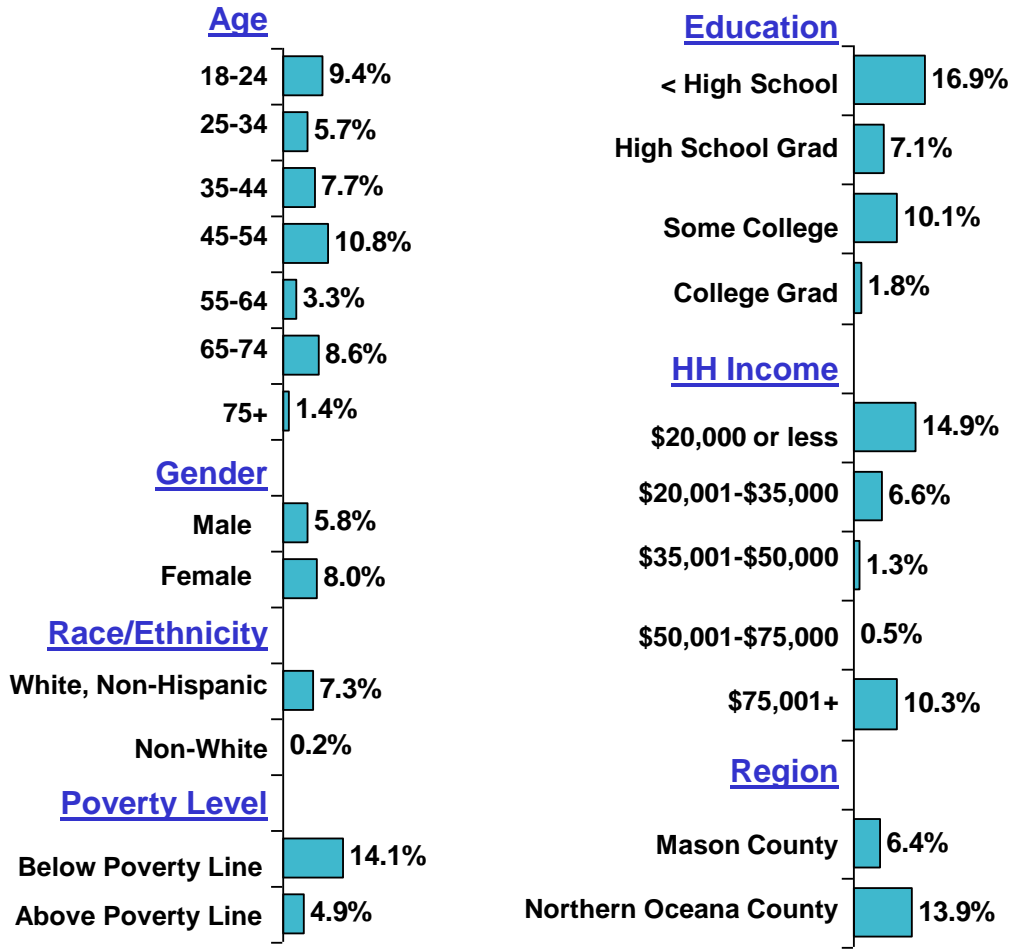 Age
18-24 9.4%
25-34 5.7%
35-44 7.7%
45-54 10.8%
55-64 3.3%
65-74 8.6%
75+ 1.4%
Gender
Male 5.8%
Female 8.0%
Race/Ethnicity
White, Non-Hispanic 7.3%
Non-White 0.2%
Poverty Level
Below Poverty Line 14.1%
Above Poverty Line 4.9%
Education
< High School 16.9%
High School Grad 7.1%
Some College 10.1%
College Grad 1.8%
HH Income
$20,000 or less 14.9%
$20,001-$35,000 6.6%
$35,001-$50,000 1.3%
$50,001-$75,000 0.5%
$75,001+ 10.3%
Region
Mason County 6.4%
Northern Oceana County 13.9%